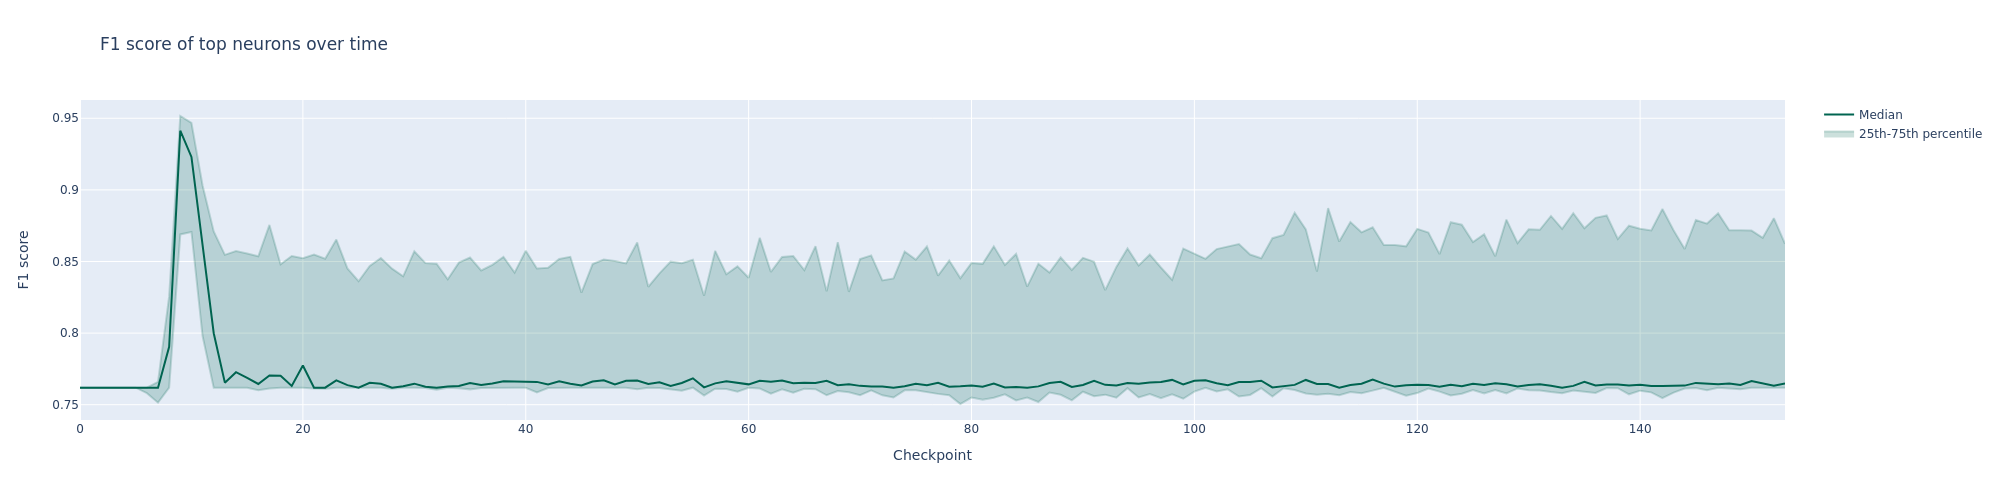 F1 score of top neurons over time
0.95
0.9
0.85
0.8
0.75
F1 score
0
20
40
60
80
100
120
140
Checkpoint
Median
25th-75th percentile